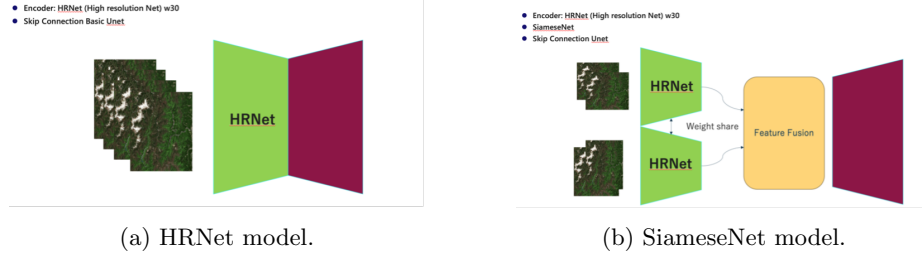 Encoder: HRNet (High resolution Net) w30
Skip Connection Basic Unet
HRNet
(a) HRNet model.
Encoder: HRNet (High resolution Net) w30
SiameseNet
Skip Connection Unet
HRNet
Weight share
Feature Fusion
HRNet
(b) SiameseNet model.